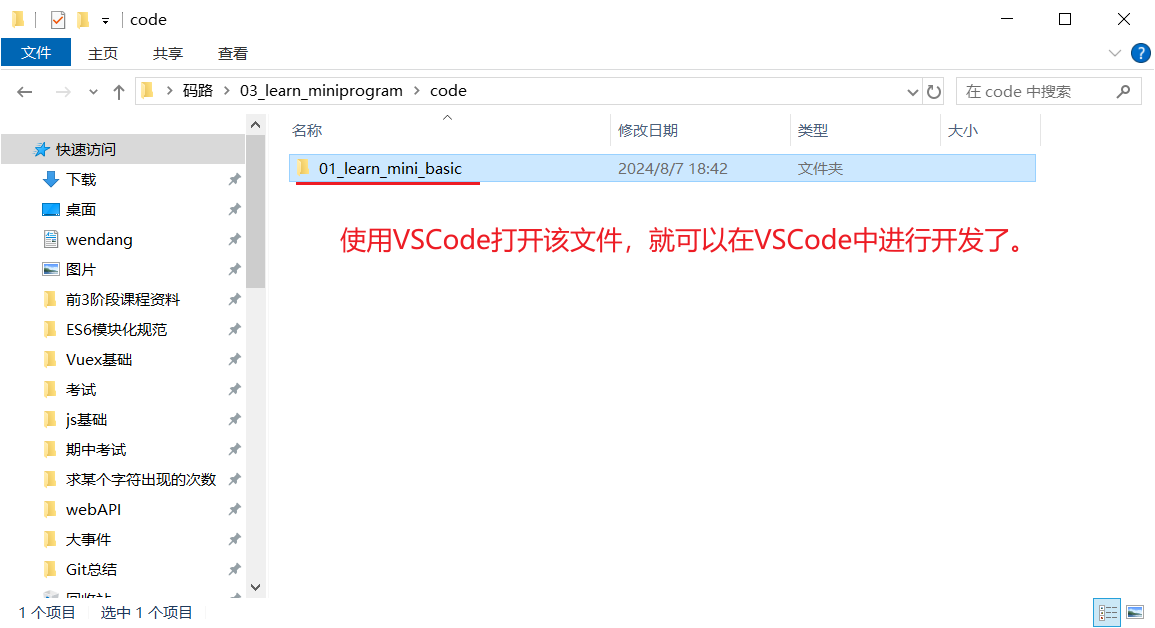 code
文件 主页 共享 查看
码路 03_learn_miniprogram code 在 code 中搜索
名称 修改日期 类型 大小
快速访问
01_learn_mini_basic 2024/8/7 18:42 文件夹
下载
桌面
使用VSCode打开该文件，就可以在VSCode中进行开发了。
wendang
图片
前3阶段课程资料
ES6模块化规范
Vuex基础
考试
js基础
期中考试
求某个字符出现的次数
webAPI
大事件
Git总结
回收站
1 个项目 选中 1 个项目